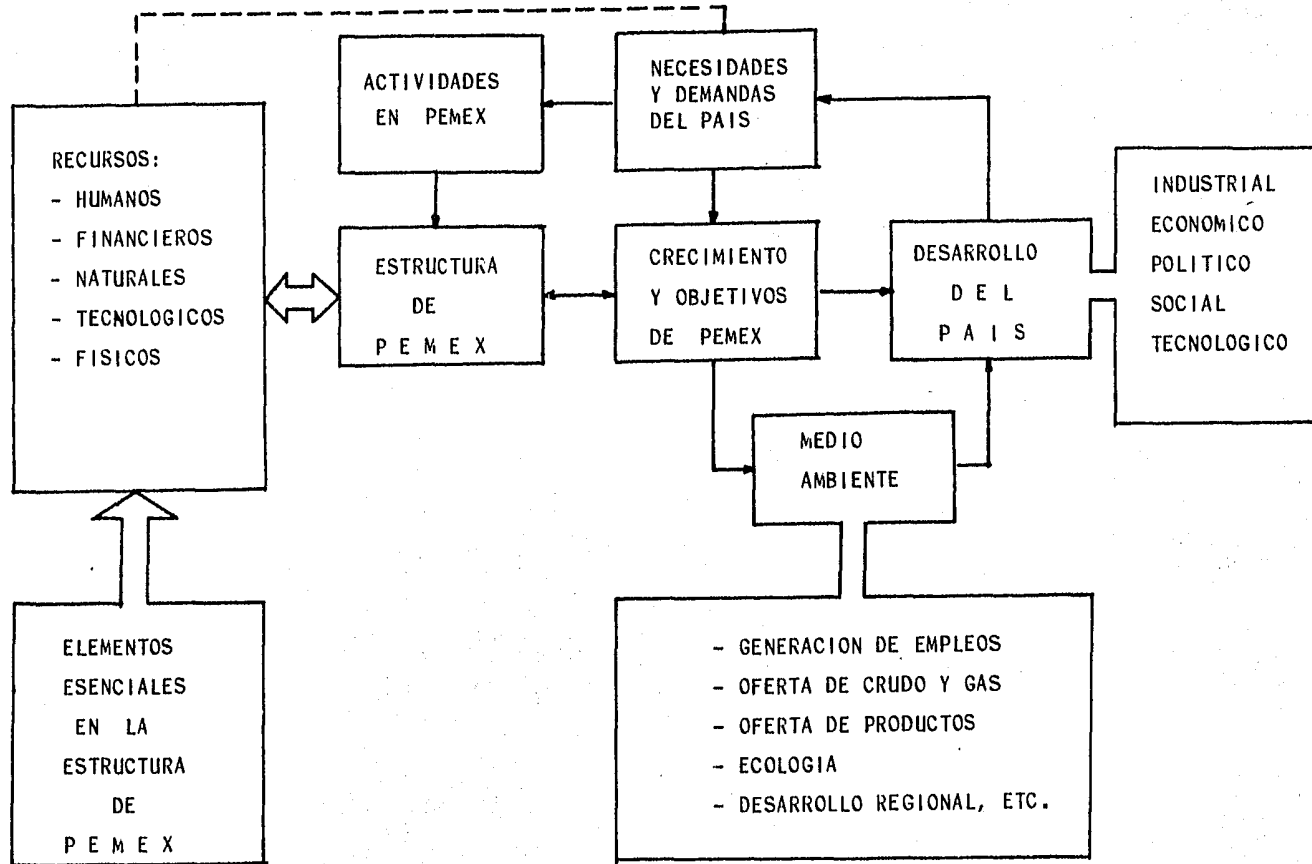 ACTIVIDADES
EN PEMEX
NECESIDADES
Y DEMANDAS
DEL PAIS
RECURSOS:
- HUMANOS
- FINANCIEROS
- NATURALES
- TECNOLOGICOS
- FISICOS
ESTRUCTURA
DE
P E M E X
CRECIMIENTO
Y OBJETIVOS
DE PEMEX
DESARROLLO
D E L
P A I S
INDUSTRIAL
ECONOMICO
POLITICO
SOCIAL
TECNOLOGICO
MEDIO
AMBIENTE
ELEMENTOS
ESENCIALES
EN LA
ESTRUCTURA
DE
P E M E X
- GENERACION DE EMPLEOS
- OFERTA DE CRUDO Y GAS
- OFERTA DE PRODUCTOS
- ECOLOGIA
- DESARROLLO REGIONAL, ETC.